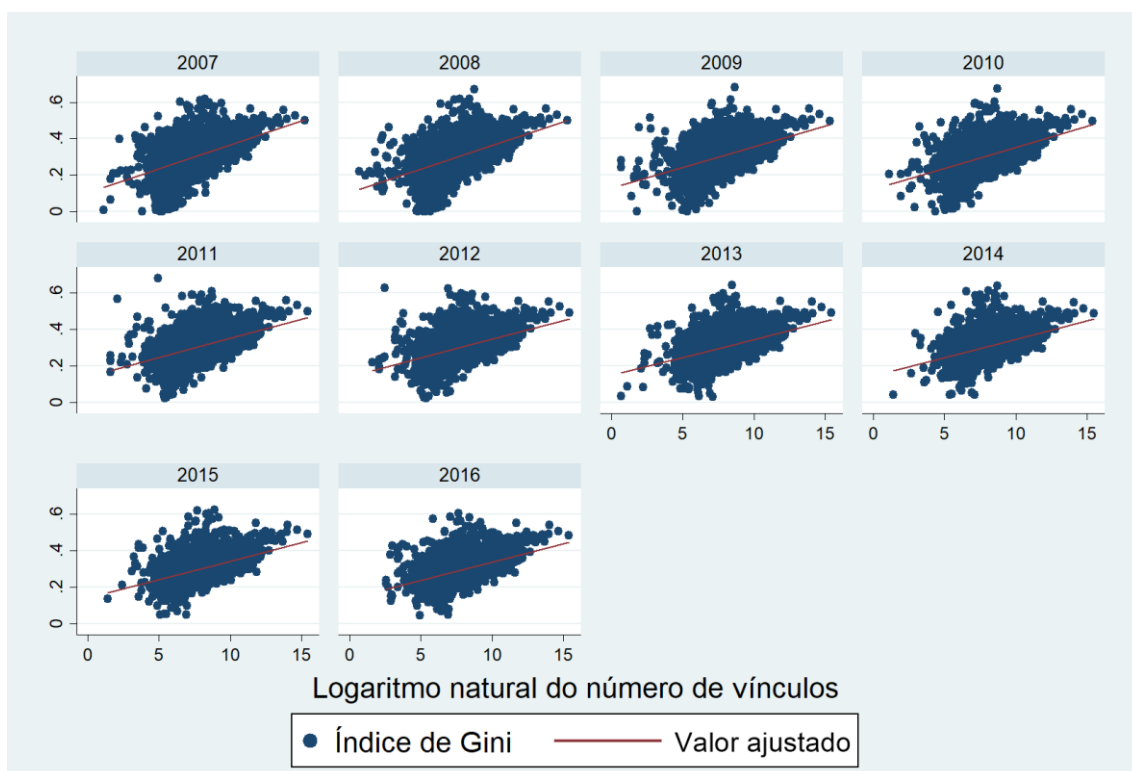 2007 2008 2009 2010
0 .2 .4 .6
2011 2012 2013 2014
0 .2 .4 .6
0 5 10 15 0 5 10 15
2015 2016
0 .2 .4 .6
0 5 10 15 0 5 10 15
Logaritmo natural do número de vínculos
Índice de Gini Valor ajustado